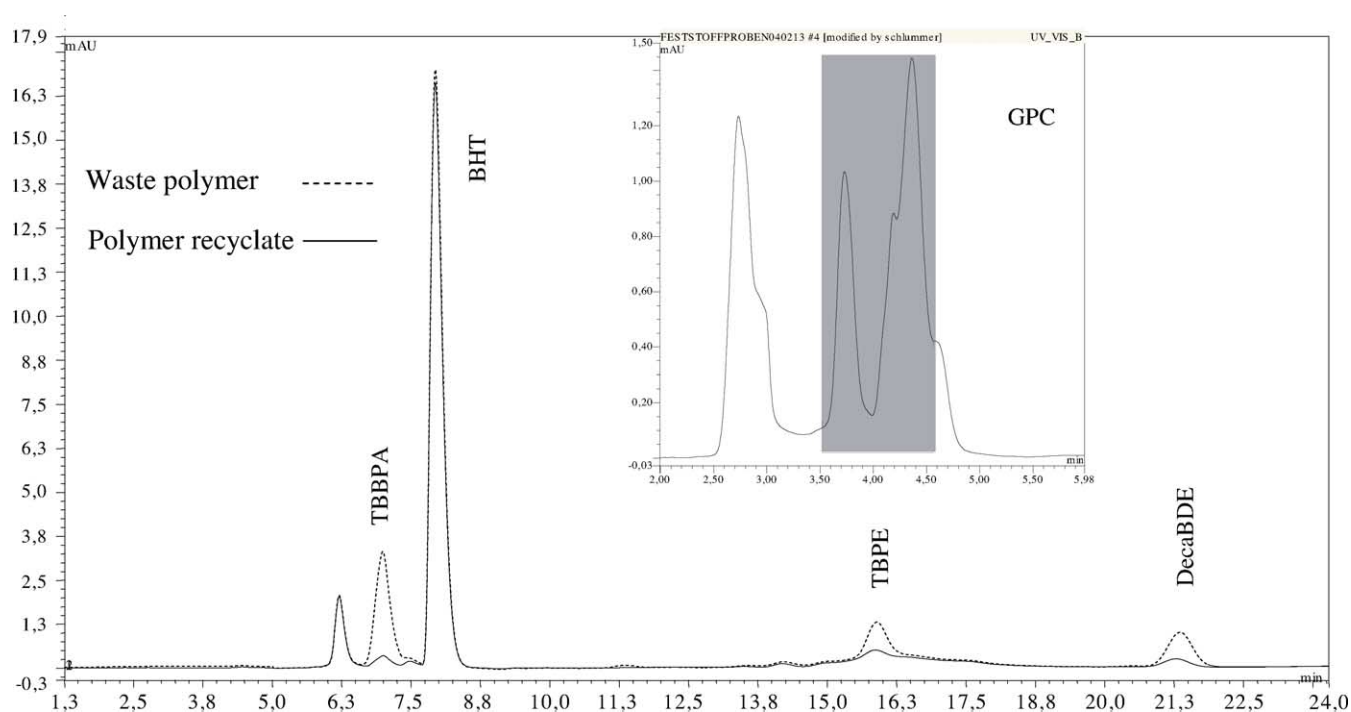 17,9
mAU
16,3
15,0
13,8
12,5
11,3
10,0
8,8
7,5
6,3
5,0
3,8
2,5
1,3
-0,3
Waste polymer
Polymer recyclate
TBBPA
BHT
TBPE
DecaBDE
1,3 2,5 3,8 5,0 6,3 7,5 8,8 10,0 11,3 12,5 13,8 15,0 16,3 17,5 18,8 20,0 21,3 22,5 24,0
min
FESTSTOFFPROBEN040213 #4 [modified by schlummer] UV_VIS_B
1,50
mAU
1,20
1,00
0,80
0,60
0,40
0,20
-0,03
GPC
min
2,00 2,50 3,00 3,50 4,00 4,50 5,00 5,50 5,98